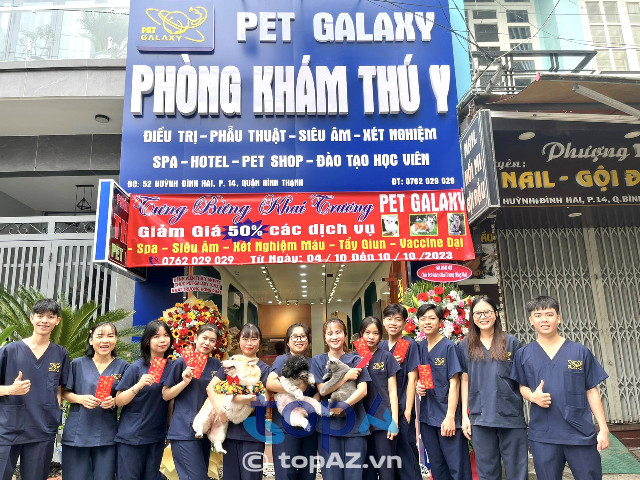 PET
GALAXY
PET GALAXY
PHÒNG KHÁM THÚ Y
ĐIỀU TRỊ - PHẪU THUẬT - SIÊU ÂM - XÉT NGHIỆM
SPA - HOTEL - PET SHOP - ĐÀO TẠO HỌC VIÊN
ĐC: 52 HUỲNH ĐÌNH HAI, P. 14, QUẬN BÌNH THẠNH
ĐT: 0762 029 029
Tưng Bừng Khai Trương
PET GALAXY
Giảm Giá 50% các dịch vụ
- Spa - Siêu Âm - Xét Nghiệm Máu - Tẩy Giun - Vaccine Dại
0762 029 029
Từ Ngày: 04 / 10 Đến 10 / 10 / 2023
Phượng
NAIL - GỘI Đ
HUỲNH ĐÌNH HAI, P.14, Q.B
topAZ
© topAZ.vn